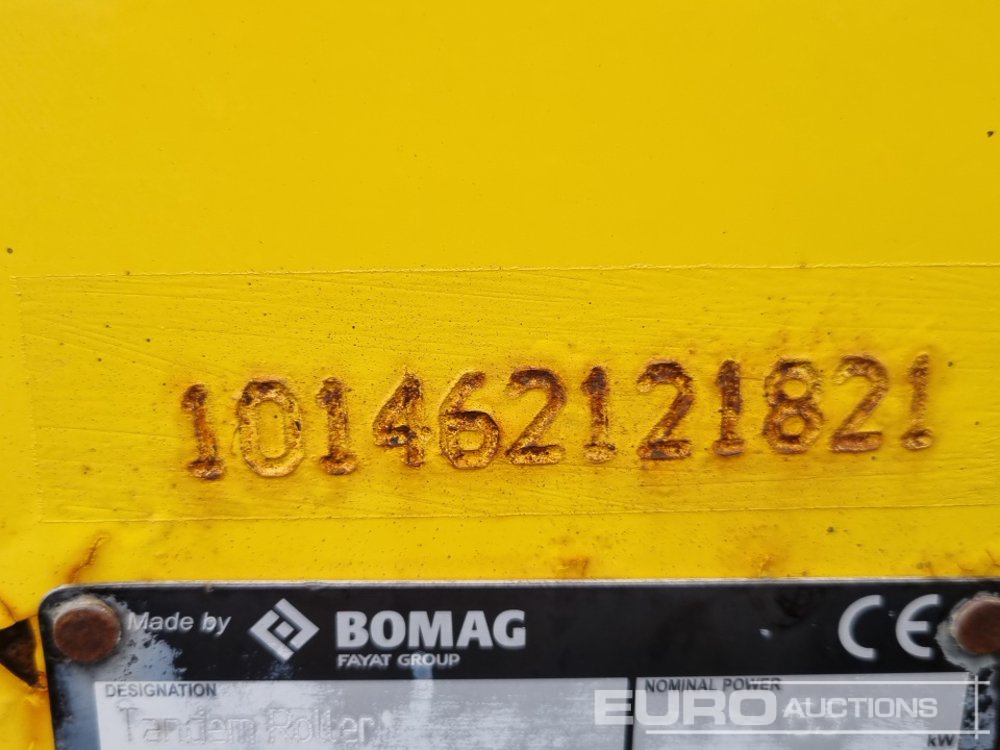 101462121821
Made by BOMAG CE
FAYAT GROUP
DESIGNATION NOMINAL POWER
Tandem Roller
EURO AUCTIONS
kW